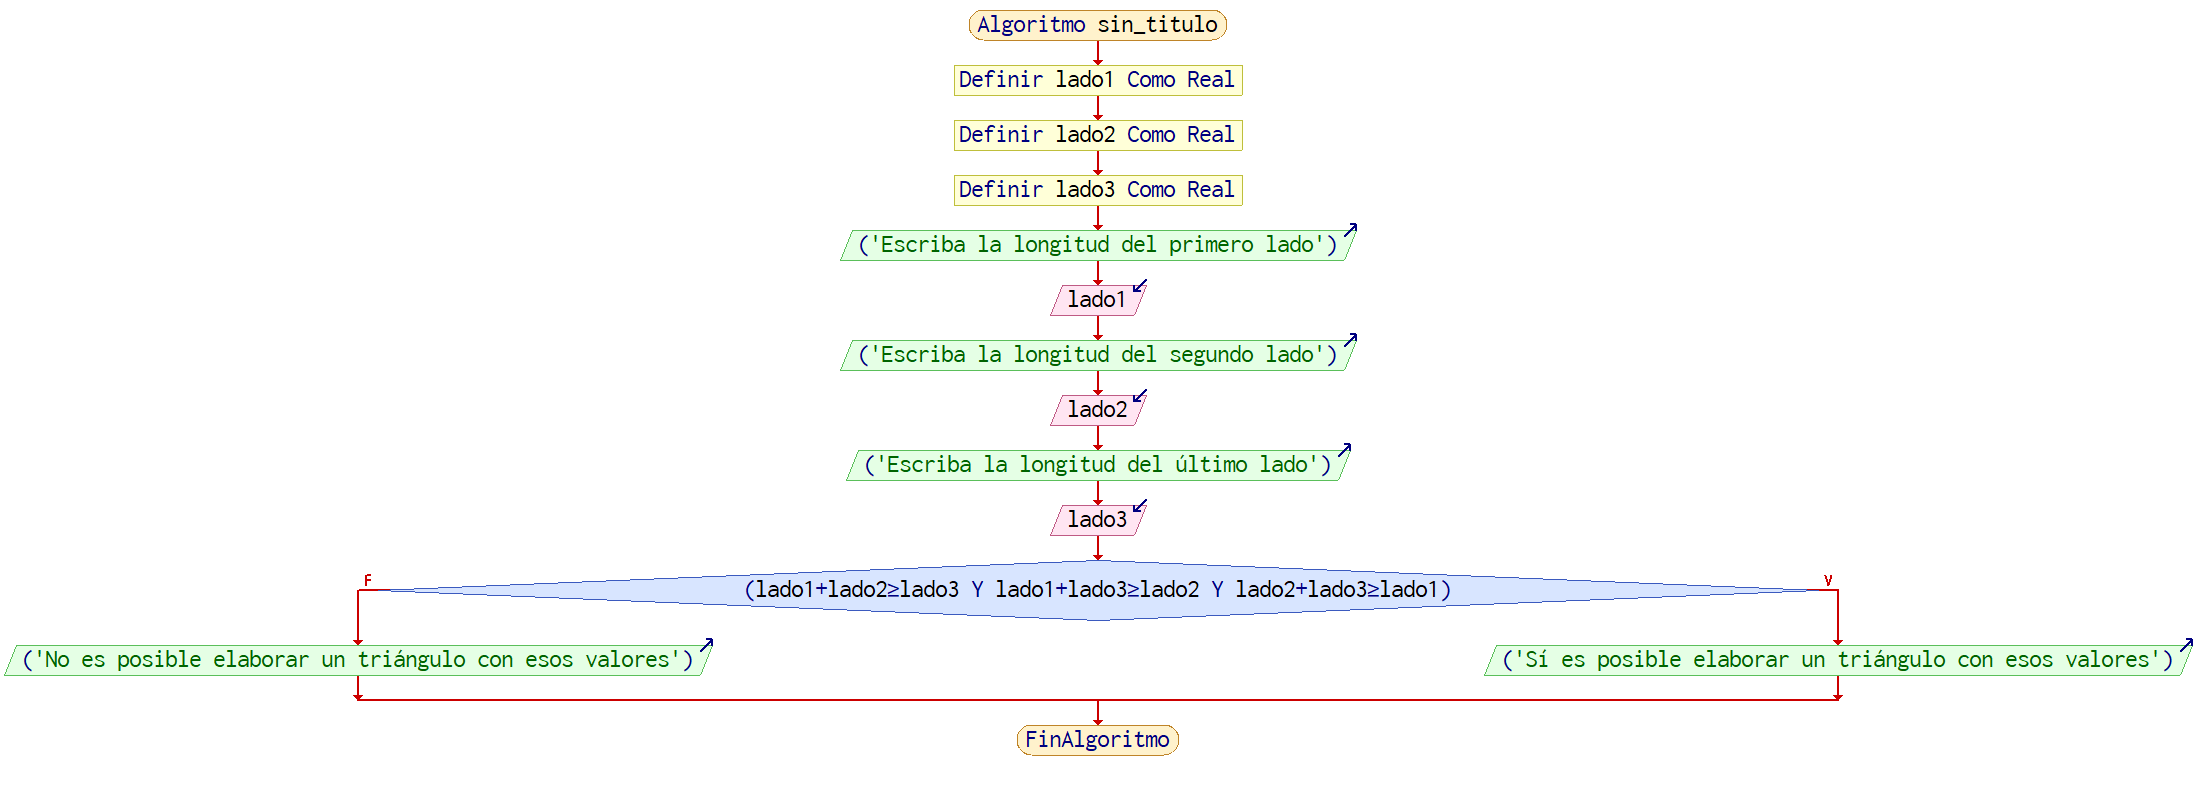 Algoritmo sin_titulo
Definir lado1 Como Real
Definir lado2 Como Real
Definir lado3 Como Real
('Escriba la longitud del primero lado')
lado1
('Escriba la longitud del segundo lado')
lado2
('Escriba la longitud del último lado')
lado3
F
(lado1+lado2≥lado3 Y lado1+lado3≥lado2 Y lado2+lado3≥lado1)
V
('No es posible elaborar un triángulo con esos valores')
('Sí es posible elaborar un triángulo con esos valores')
FinAlgoritmo